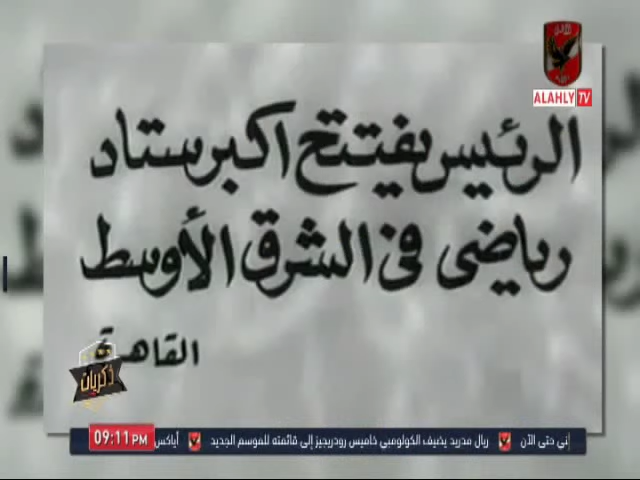 ALAHLY TV
الرئيس يفتتح اكبر ستاد
رياضى فى الشرق الأوسط
القاهرة
ذكريات
09:11 PM
أياكس
ريال مدريد يضيف الكولومبي خاميس رودريجيز إلى قائمته للموسم الجديد
حتى الآن